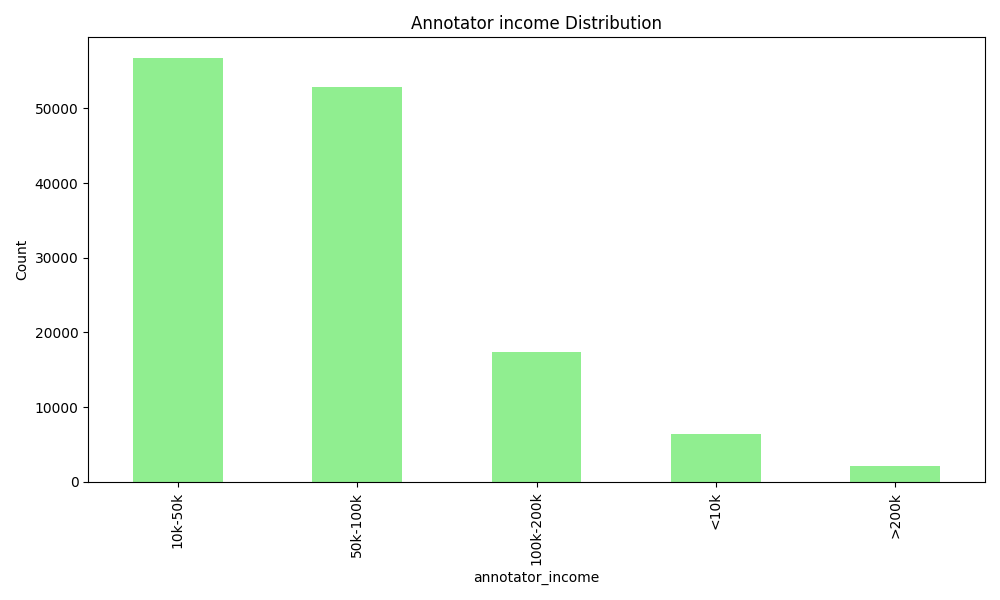 Annotator income Distribution
Count
50000
40000
30000
20000
10000
0
10k-50k
50k-100k
100k-200k
<10k
>200k
annotator_income